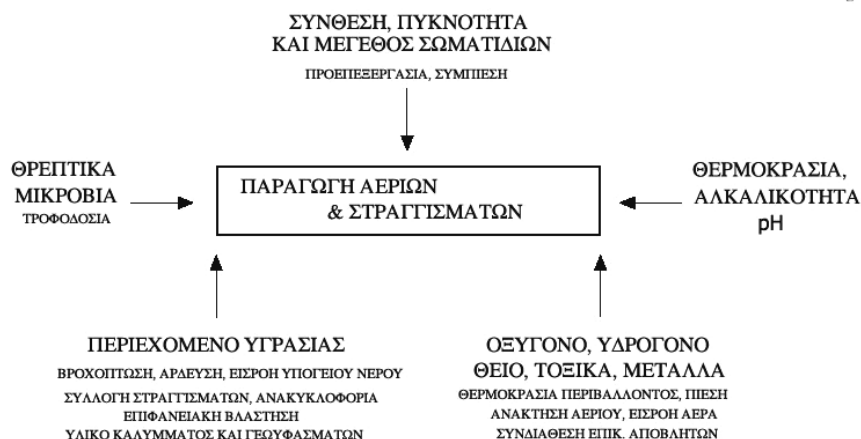 ΣΥΝΘΕΣΗ, ΠΥΚΝΟΤΗΤΑ
ΚΑΙ ΜΕΓΕΘΟΣ ΣΩΜΑΤΙΔΙΩΝ
ΠΡΟΕΠΕΞΕΡΓΑΣΙΑ, ΣΥΜΠΙΕΣΗ
ΘΡΕΠΤΙΚΑ
ΜΙΚΡΟΒΙΑ
ΤΡΟΦΟΔΟΣΙΑ
ΠΑΡΑΓΩΓΗ ΑΕΡΙΩΝ
& ΣΤΡΑΓΓΙΣΜΑΤΩΝ
ΘΕΡΜΟΚΡΑΣΙΑ,
ΑΛΚΑΛΙΚΟΤΗΤΑ
pH
ΠΕΡΙΕΧΟΜΕΝΟ ΥΓΡΑΣΙΑΣ
ΒΡΟΧΟΠΤΩΣΗ, ΑΡΔΕΥΣΗ, ΕΙΣΡΟΗ ΥΠΟΓΕΙΟΥ ΝΕΡΟΥ
ΣΥΛΛΟΓΗ ΣΤΡΑΓΓΙΣΜΑΤΩΝ, ΑΝΑΚΥΚΛΟΦΟΡΙΑ
ΕΠΙΦΑΝΕΙΑΚΗ ΒΛΑΣΤΗΣΗ
ΥΛΙΚΟ ΚΑΛΥΜΜΑΤΟΣ ΚΑΙ ΓΕΩΥΦΑΣΜΑΤΩΝ
ΟΞΥΓΟΝΟ, ΥΔΡΟΓΟΝΟ
ΘΕΙΟ, ΤΟΞΙΚΑ, ΜΕΤΑΛΛΑ
ΘΕΡΜΟΚΡΑΣΙΑ ΠΕΡΙΒΑΛΛΟΝΤΟΣ, ΠΙΕΣΗ
ΑΝΑΚΤΗΣΗ ΑΕΡΙΟΥ, ΕΙΣΡΟΗ ΑΕΡΑ
ΣΥΝΔΙΑΘΕΣΗ ΕΠΙΚ. ΑΠΟΒΛΗΤΩΝ